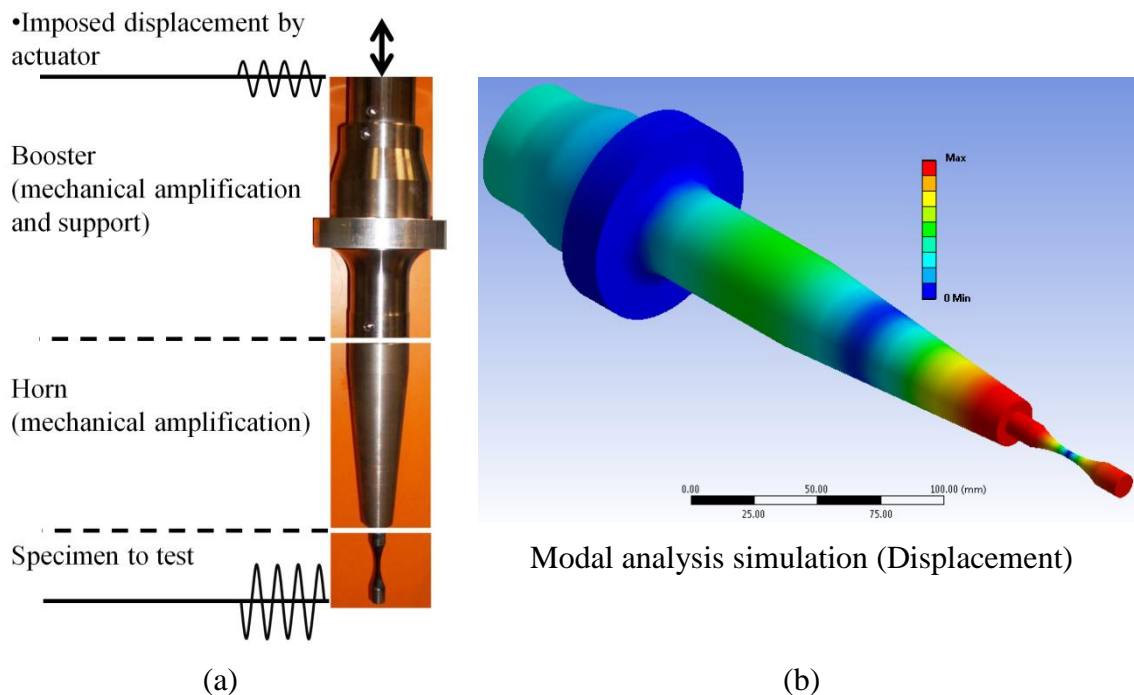 •Imposed displacement by
actuator
Booster
(mechanical amplification
and support)
Horn
(mechanical amplification)
Specimen to test
(a)
Max
0 Min
0.00
50.00
100.00 (mm)
25.00
75.00
Modal analysis simulation (Displacement)
(b)